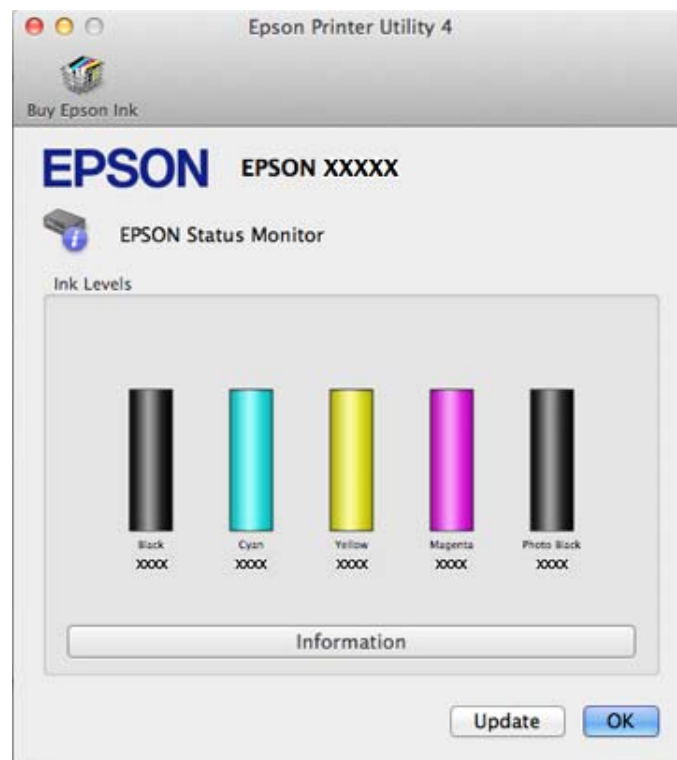 Epson Printer Utility 4
Buy Epson Ink
EPSON EPSON XXXXX
EPSON Status Monitor
Ink Levels
Black Cyan Yellow Magenta Photo Black
XXXX XXXX XXXX XXXX XXXX
Information
Update OK